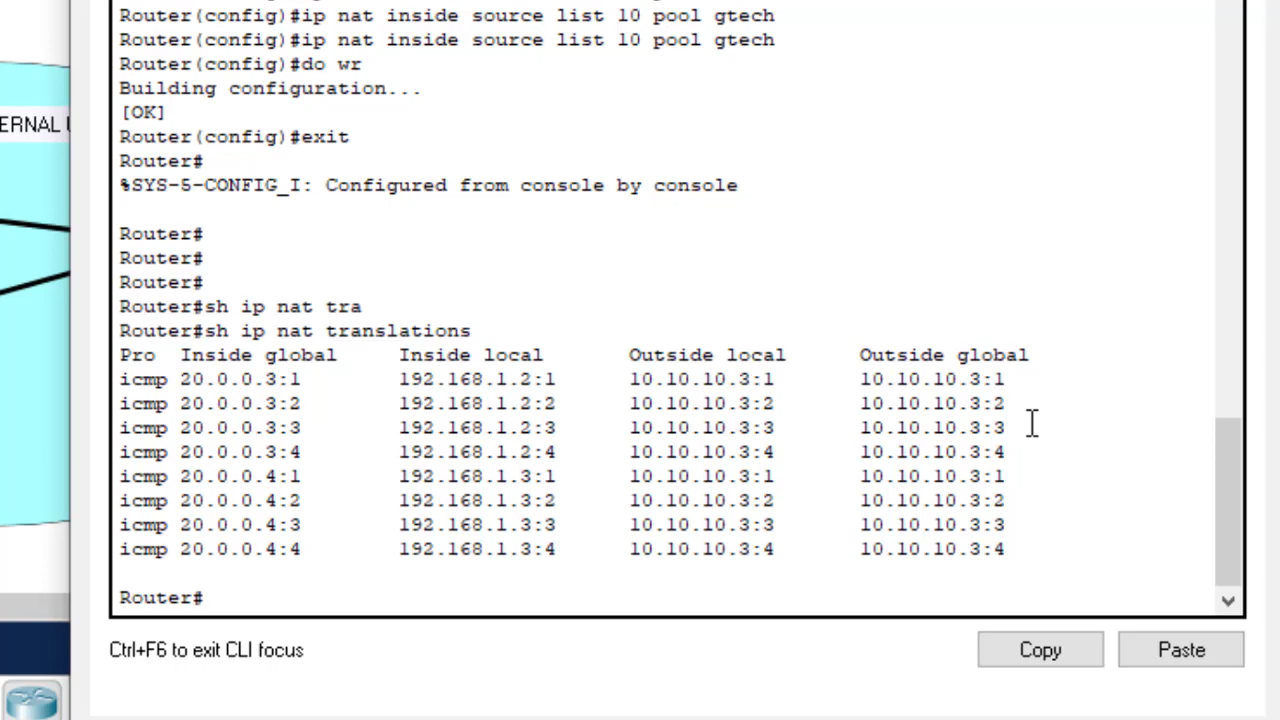 Router(config)#ip nat inside source list 10 pool gtech
Router(config)#ip nat inside source list 10 pool gtech
Router(config)#do wr
Building configuration...
[OK]
Router(config)#exit
Router#
%SYS-5-CONFIG_I: Configured from console by console
Router#
Router#
Router#
Router#sh ip nat tra
Router#sh ip nat translations
Pro Inside global Inside local Outside local Outside global
icmp 20.0.0.3:1 192.168.1.2:1 10.10.10.3:1 10.10.10.3:1
icmp 20.0.0.3:2 192.168.1.2:2 10.10.10.3:2 10.10.10.3:2
icmp 20.0.0.3:3 192.168.1.2:3 10.10.10.3:3 10.10.10.3:3
icmp 20.0.0.3:4 192.168.1.2:4 10.10.10.3:4 10.10.10.3:4
icmp 20.0.0.4:1 192.168.1.3:1 10.10.10.3:1 10.10.10.3:1
icmp 20.0.0.4:2 192.168.1.3:2 10.10.10.3:2 10.10.10.3:2
icmp 20.0.0.4:3 192.168.1.3:3 10.10.10.3:3 10.10.10.3:3
icmp 20.0.0.4:4 192.168.1.3:4 10.10.10.3:4 10.10.10.3:4
Router#
Ctrl+F6 to exit CLI focus
Copy
Paste
ERNAL